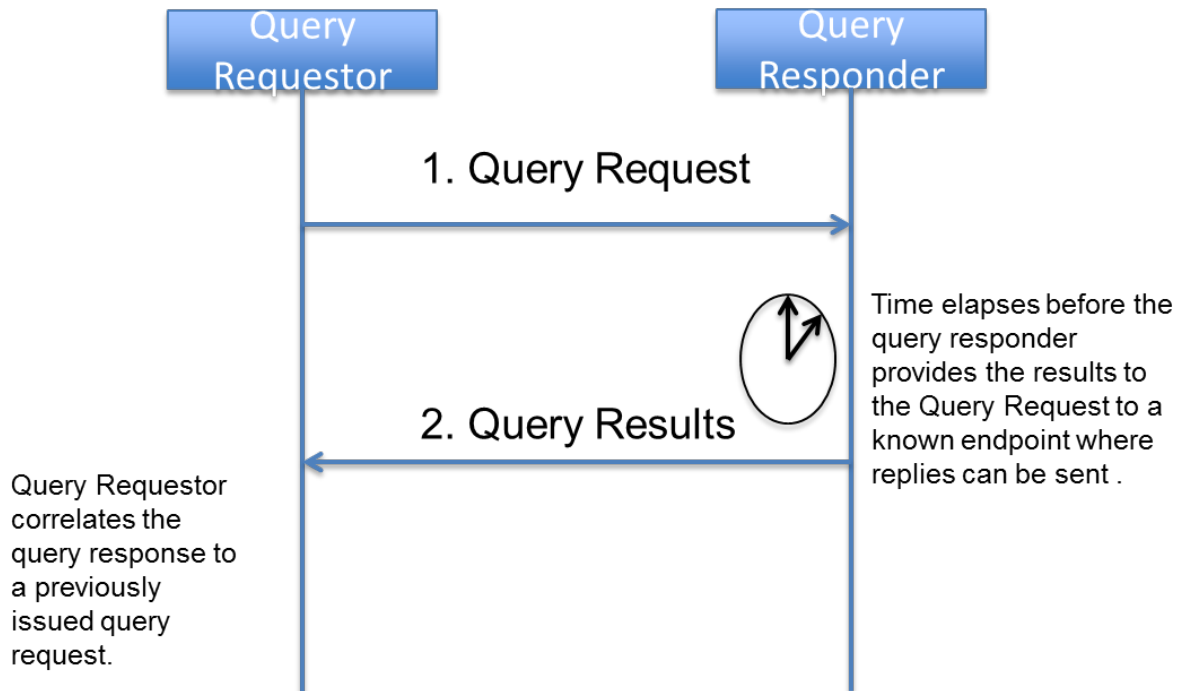 Query
Requestor
Query
Responder
1. Query Request
Time elapses before the
query responder
provides the results to
the Query Request to a
known endpoint where
replies can be sent .
2. Query Results
Query Requestor
correlates the
query response to
a previously
issued query
request.